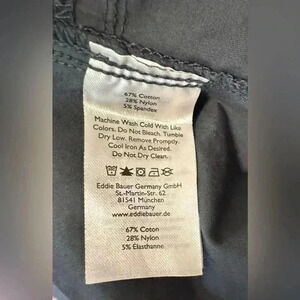 67% Cotton
28% Nylon
5% Spandex
Machine Wash Cold With Like
Colors. Do Not Bleach. Tumble
Dry Low. Remove Promptly.
Cool Iron As Desired.
Do Not Dry Clean.
Eddie Bauer Germany GmbH
St.-Martin-Str. 62
81541 München
Germany
www.eddiebauer.de
67% Coton
28% Nylon
5% Élasthanne